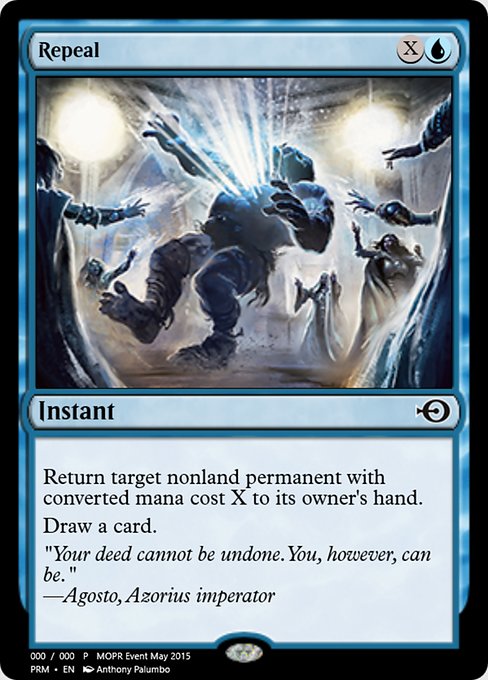 Repeal X
Instant
Return target nonland permanent with
converted mana cost X to its owner's hand.
Draw a card.
"Your deed cannot be undone. You, however, can
be."
—Agosto, Azorius imperator
000 / 000 P MOPR Event May 2015
PRM • EN Anthony Palumbo